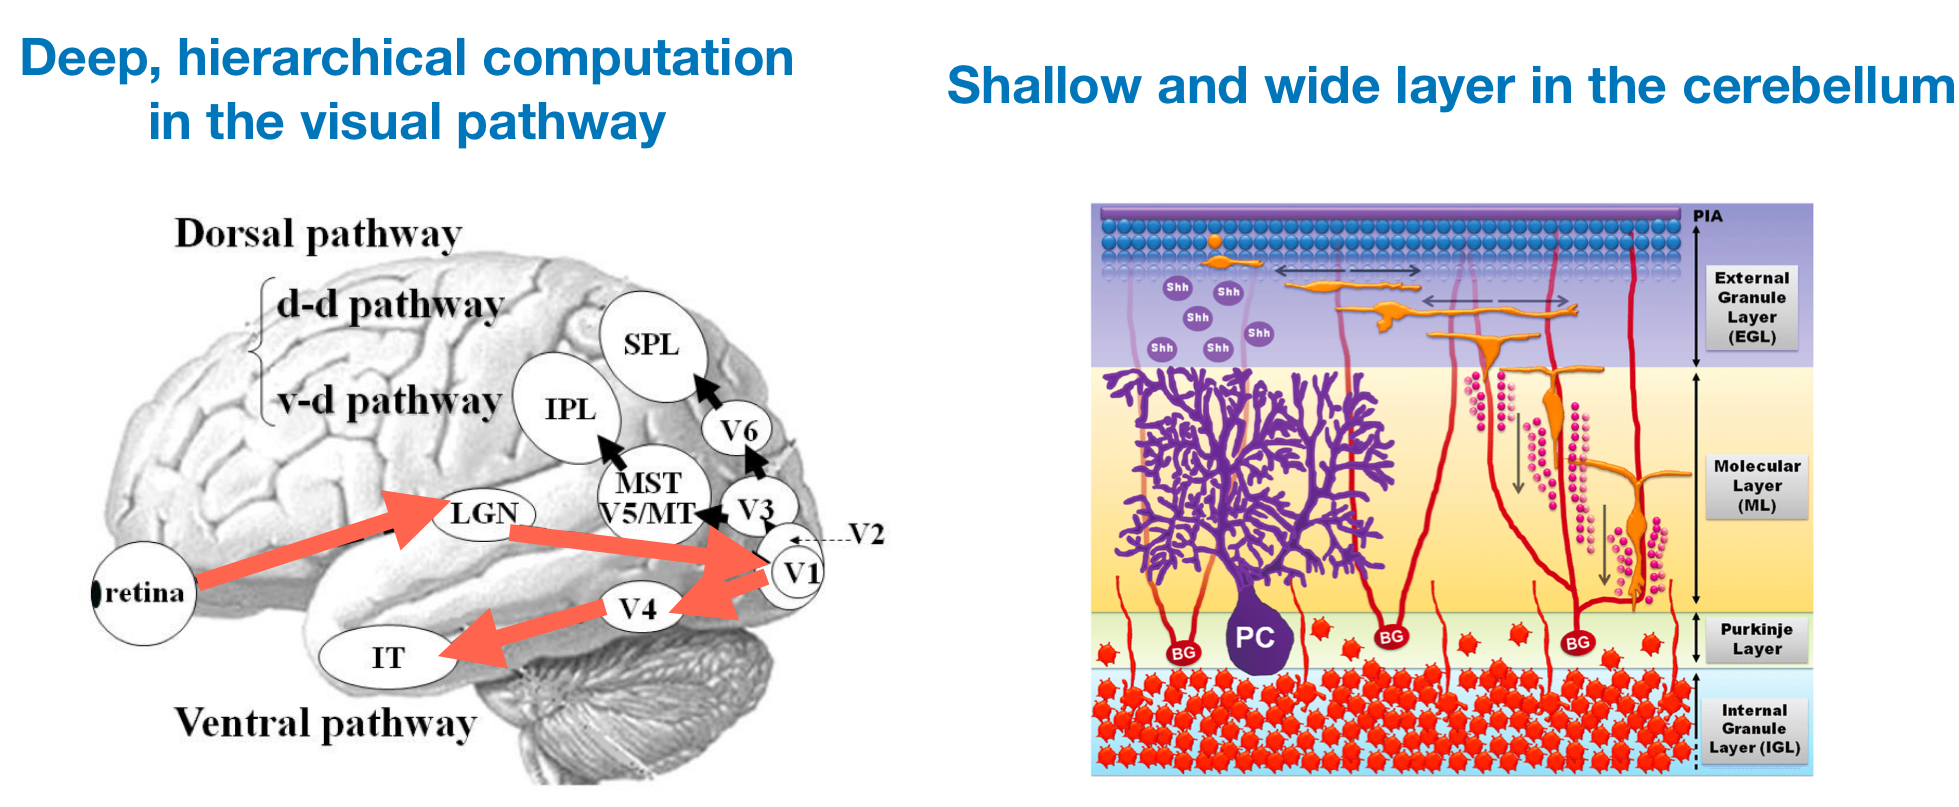 Deep, hierarchical computation
in the visual pathway
Dorsal pathway
d-d pathway
v-d pathway
SPL
IPL
V6
MST
V5/MT
V3
LGN
V2
V1
retina
V4
IT
Ventral pathway
Shallow and wide layer in the cerebellum
PIA
External
Granule
Layer
(EGL)
Shh
Shh
Shh
Shh
Shh
Shh
Molecular
Layer
(ML)
PC
BG
BG
BG
Purkinje
Layer
Internal
Granule
Layer (IGL)